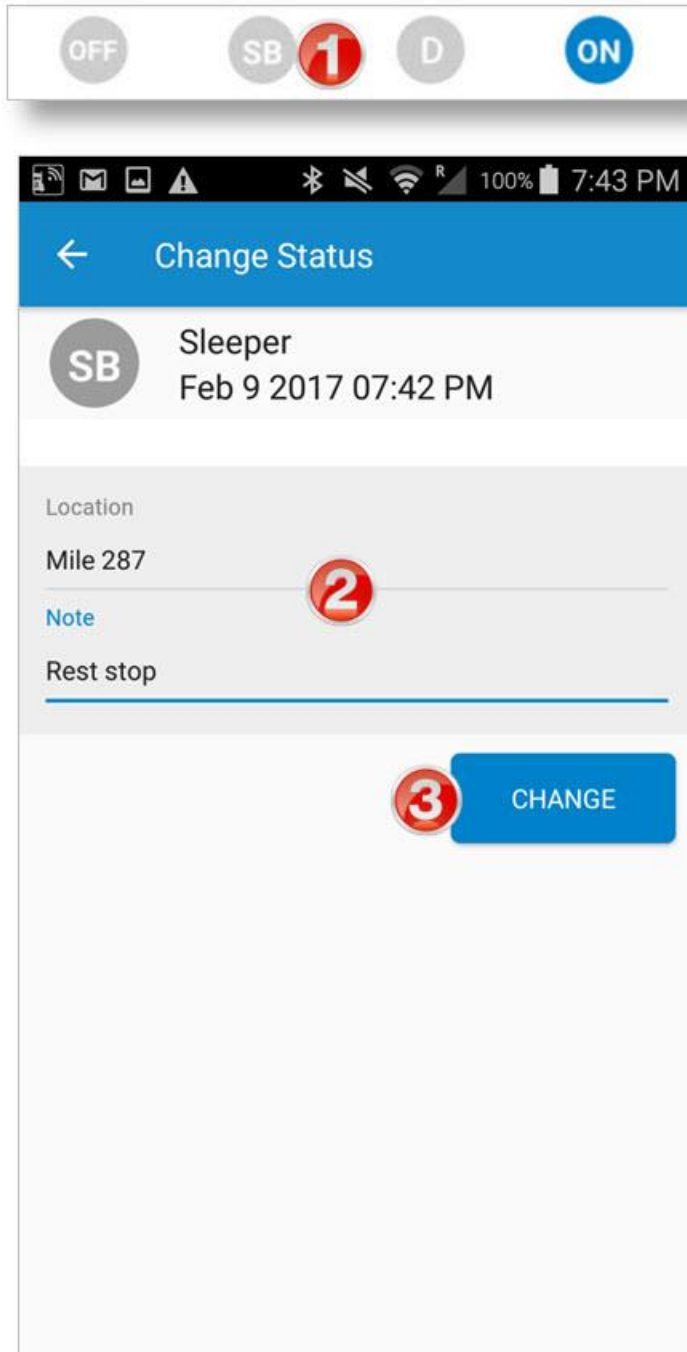 OFF SB 1 D ON
R 100% 7:43 PM
Change Status
SB
Sleeper
Feb 9 2017 07:42 PM
Location
Mile 287
2
Note
Rest stop
3 CHANGE